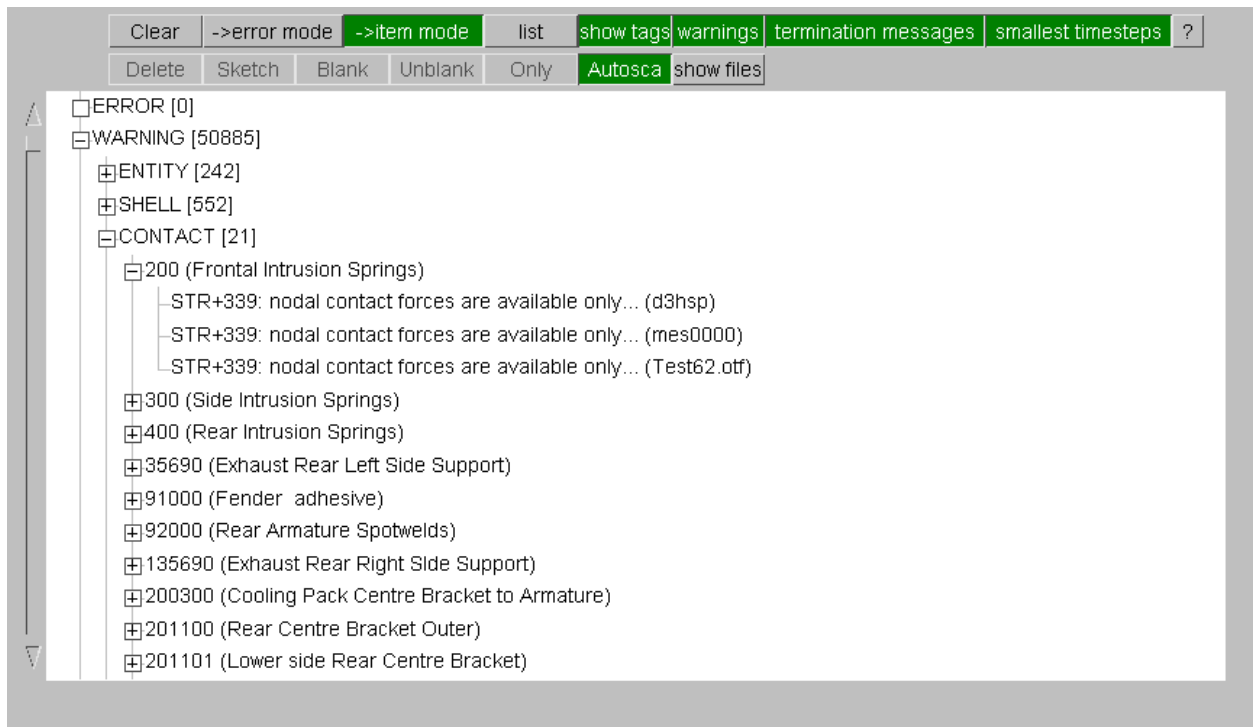 Clear ->error mode ->item mode list show tags warnings termination messages smallest timesteps ?
Delete Sketch Blank Unblank Only Autosca show files
ERROR [0]
WARNING [50885]
ENTITY [242]
SHELL [552]
CONTACT [21]
200 (Frontal Intrusion Springs)
STR+339: nodal contact forces are available only... (d3hsp)
STR+339: nodal contact forces are available only... (mes0000)
STR+339: nodal contact forces are available only... (Test62.otf)
300 (Side Intrusion Springs)
400 (Rear Intrusion Springs)
35690 (Exhaust Rear Left Side Support)
91000 (Fender  adhesive)
92000 (Rear Armature Spotwelds)
135690 (Exhaust Rear Right SIde Support)
200300 (Cooling Pack Centre Bracket to Armature)
201100 (Rear Centre Bracket Outer)
201101 (Lower side Rear Centre Bracket)